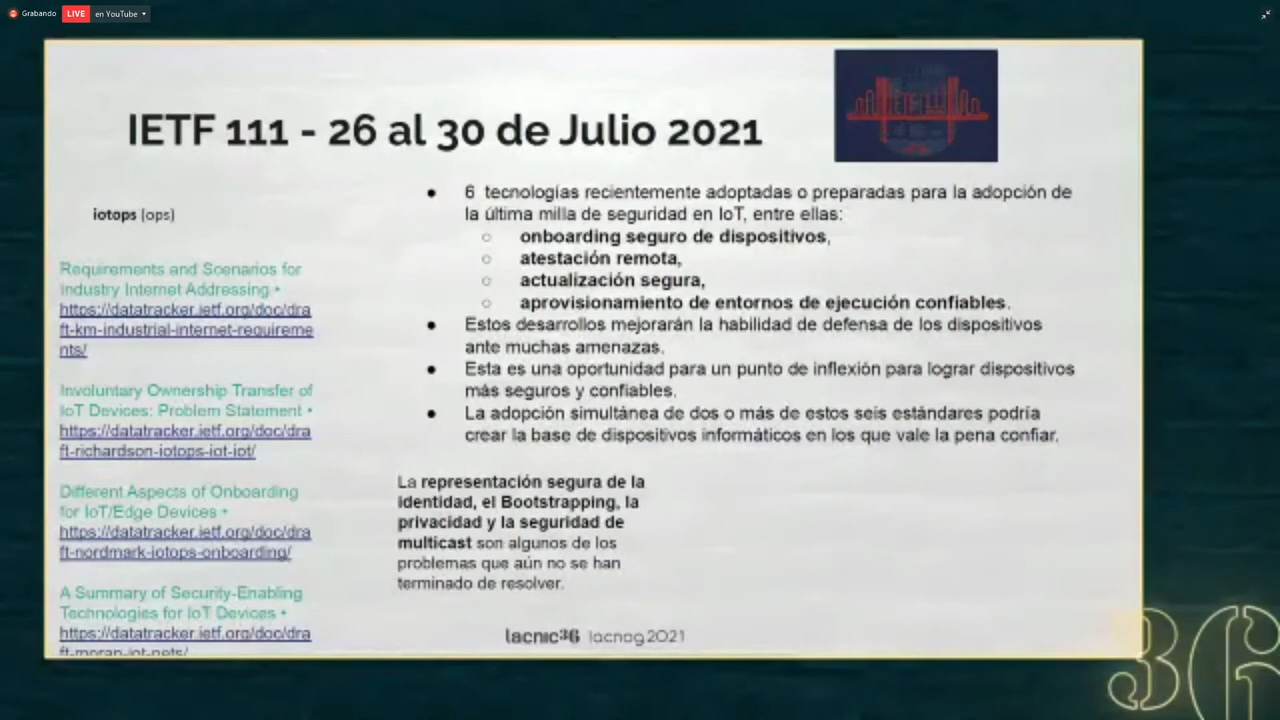 Grabando LIVE en YouTube
IETF 111 - 26 al 30 de Julio 2021
iotops (ops)
Requirements and Scenarios for
Industry Internet Addressing •
https://datatracker.ietf.org/doc/dra
ft-km-industrial-internet-requireme
nts/
Involuntary Ownership Transfer of
IoT Devices: Problem Statement •
https://datatracker.ietf.org/doc/dra
ft-richardson-iotops-iot-iot/
Different Aspects of Onboarding
for IoT/Edge Devices •
https://datatracker.ietf.org/doc/dra
ft-nordmark-iotops-onboarding/
A Summary of Security-Enabling
Technologies for IoT Devices •
https://datatracker.ietf.org/doc/dra
ft-moran-iot-nets/
● 6 tecnologías recientemente adoptadas o preparadas para la adopción de
la última milla de seguridad en IoT, entre ellas:
○ onboarding seguro de dispositivos,
○ atestación remota,
○ actualización segura,
○ aprovisionamiento de entornos de ejecución confiables.
● Estos desarrollos mejorarán la habilidad de defensa de los dispositivos
ante muchas amenazas.
● Esta es una oportunidad para un punto de inflexión para lograr dispositivos
más seguros y confiables.
● La adopción simultánea de dos o más de estos seis estándares podría
crear la base de dispositivos informáticos en los que vale la pena confiar.
La representación segura de la
identidad, el Bootstrapping, la
privacidad y la seguridad de
multicast son algunos de los
problemas que aún no se han
terminado de resolver.
lacnic36 lacnog2021
36